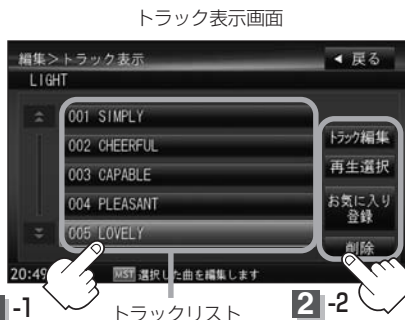 トラック表示画面
編集>トラック表示
◀ 戻る
LIGHT
001 SIMPLY
002 CHEERFUL
003 CAPABLE
004 PLEASANT
005 LOVELY
トラック編集
再生選択
お気に入り
登録
削除
20:49
MST 選択した曲を編集します
-1
トラックリスト
2 -2